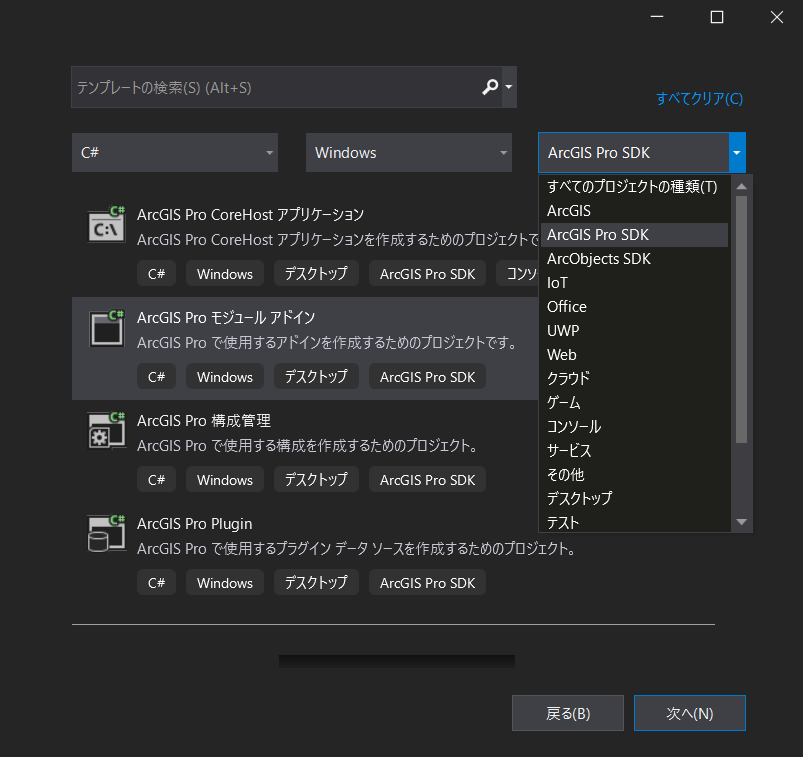 テンプレートの検索(S) (Alt+S)
すべてクリア(C)
C#
Windows
ArcGIS Pro SDK
すべてのプロジェクトの種類(T)
ArcGIS
ArcGIS Pro SDK
ArcObjects SDK
IoT
Office
UWP
Web
クラウド
ゲーム
コンソール
サービス
その他
デスクトップ
テスト
C#
C:\
ArcGIS Pro CoreHost アプリケーション
ArcGIS Pro CoreHost アプリケーションを作成するためのプロジェクトで
C# Windows デスクトップ ArcGIS Pro SDK コンソ
C#
ArcGIS Pro モジュール アドイン
ArcGIS Pro で使用するアドインを作成するためのプロジェクトです。
C# Windows デスクトップ ArcGIS Pro SDK
C#
ArcGIS Pro 構成管理
ArcGIS Pro で使用する構成を作成するためのプロジェクト。
C# Windows デスクトップ ArcGIS Pro SDK
C#
ArcGIS Pro Plugin
ArcGIS Pro で使用するプラグイン データ ソースを作成するためのプロジェクト。
C# Windows デスクトップ ArcGIS Pro SDK
戻る(B)
次へ(N)